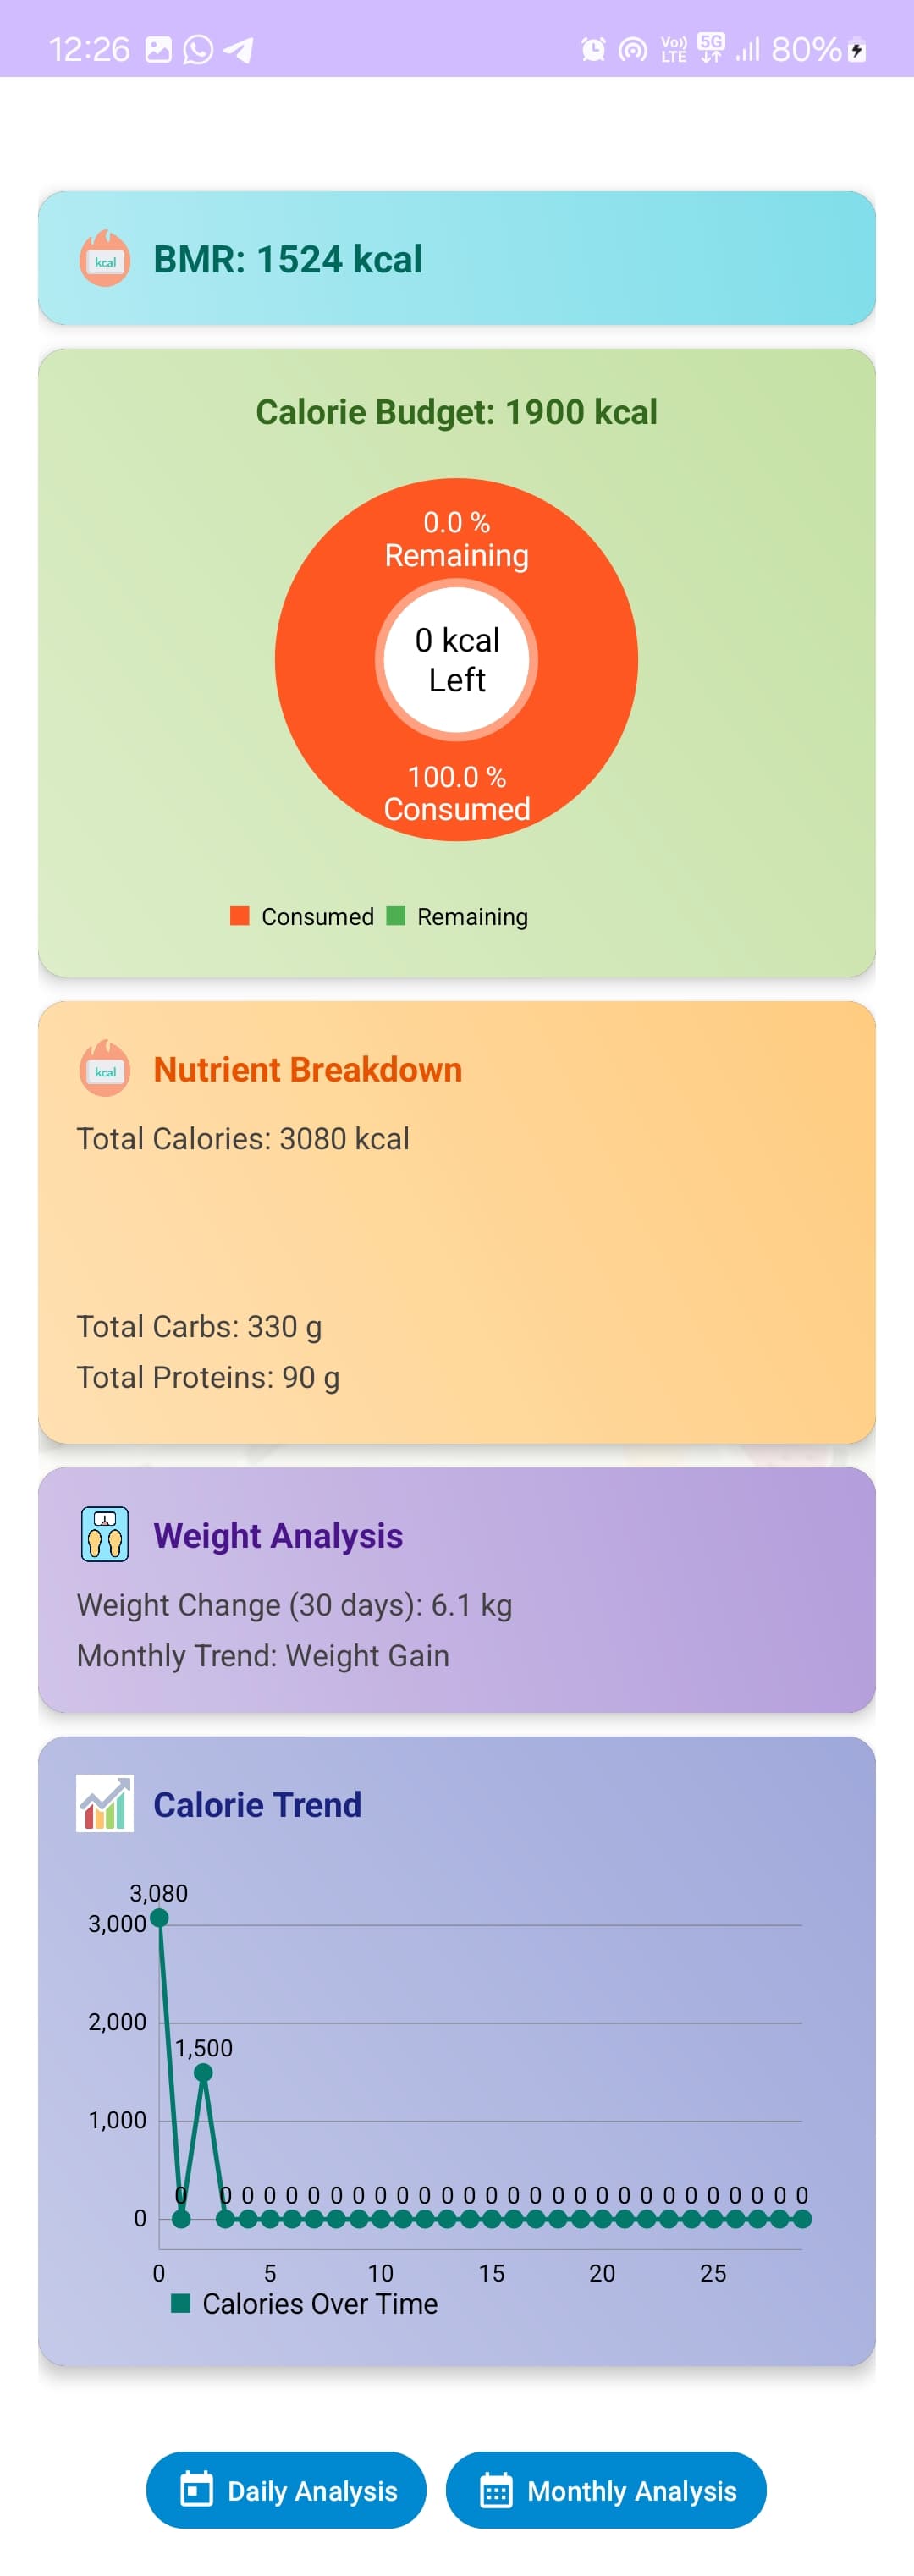 12:26 Vo)) LTE 5G 80%
kcal BMR: 1524 kcal
Calorie Budget: 1900 kcal
0.0 %
Remaining
0 kcal
Left
100.0 %
Consumed
Consumed Remaining
kcal Nutrient Breakdown
Total Calories: 3080 kcal
Total Carbs: 330 g
Total Proteins: 90 g
Weight Analysis
Weight Change (30 days): 6.1 kg
Monthly Trend: Weight Gain
Calorie Trend
3,080
3,000
2,000
1,500
1,000
0 0 0 0 0 0 0 0 0 0 0 0 0 0 0 0 0 0 0 0 0 0 0 0 0 0 0 0
0
0 5 10 15 20 25
Calories Over Time
Daily Analysis Monthly Analysis